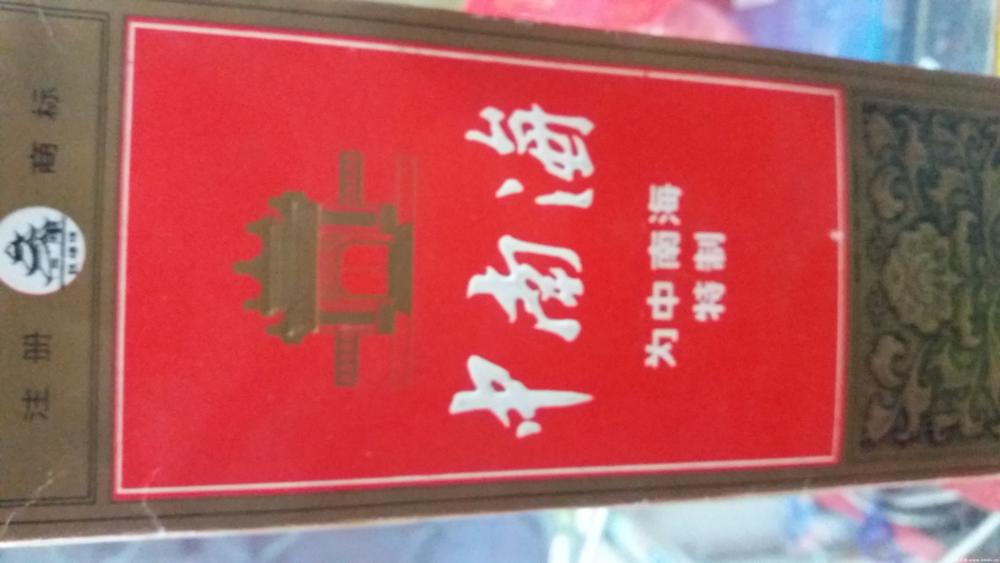 注册 商标
中南海
为中南海
特制